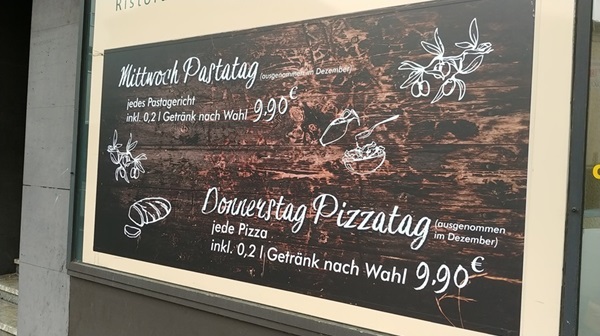 Mittwoch Pastatag (ausgenommen im Dezember)
jedes Pastagericht
inkl. 0,2 l Getränk nach Wahl 9,90 €
Donnerstag Pizzatag (ausgenommen
im Dezember)
jede Pizza
inkl. 0,2 l Getränk nach Wahl 9,90 €